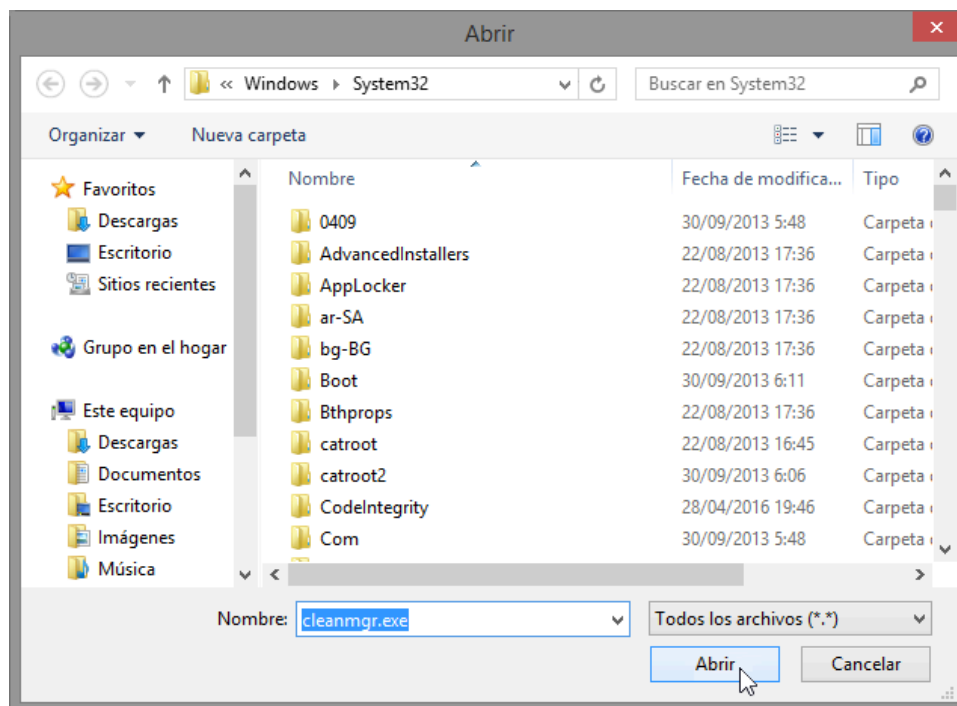 Abrir
« Windows System32
Buscar en System32
Organizar
Nueva carpeta
Favoritos
Descargas
Escritorio
Sitios recientes
Grupo en el hogar
Este equipo
Descargas
Documentos
Escritorio
Imágenes
Música
Nombre Fecha de modifica... Tipo
0409 30/09/2013 5:48 Carpeta
AdvancedInstallers 22/08/2013 17:36 Carpeta
AppLocker 22/08/2013 17:36 Carpeta
ar-SA 22/08/2013 17:36 Carpeta
bg-BG 22/08/2013 17:36 Carpeta
Boot 30/09/2013 6:11 Carpeta
Bthprops 22/08/2013 17:36 Carpeta
catroot 22/08/2013 16:45 Carpeta
catroot2 30/09/2013 6:06 Carpeta
CodeIntegrity 28/04/2016 19:46 Carpeta
Com 30/09/2013 5:48 Carpeta
Nombre: cleanmgr.exe
Todos los archivos (*.*)
Abrir
Cancelar